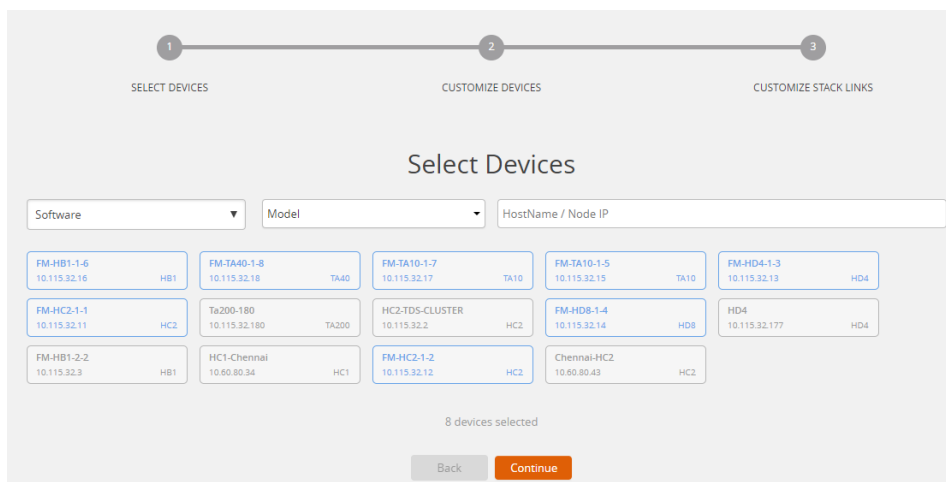 1 2 3
SELECT DEVICES CUSTOMIZE DEVICES CUSTOMIZE STACK LINKS
Select Devices
Software Model HostName / Node IP
FM-HB1-1-6 FM-TA40-1-8 FM-TA10-1-7 FM-TA10-1-5 FM-HD4-1-3
10.115.32.16 HB1 10.115.32.18 TA40 10.115.32.17 TA10 10.115.32.15 TA10 10.115.32.13 HD4
FM-HC2-1-1 Ta200-180 HC2-TDS-CLUSTER FM-HD8-1-4 HD4
10.115.32.11 HC2 10.115.32.180 TA200 10.115.32.2 HC2 10.115.32.14 HD8 10.115.32.177 HD4
FM-HB1-2-2 HC1-Chennai FM-HC2-1-2 Chennai-HC2
10.115.32.3 HB1 10.60.80.34 HC1 10.115.32.12 HC2 10.60.80.43 HC2
8 devices selected
Back Continue